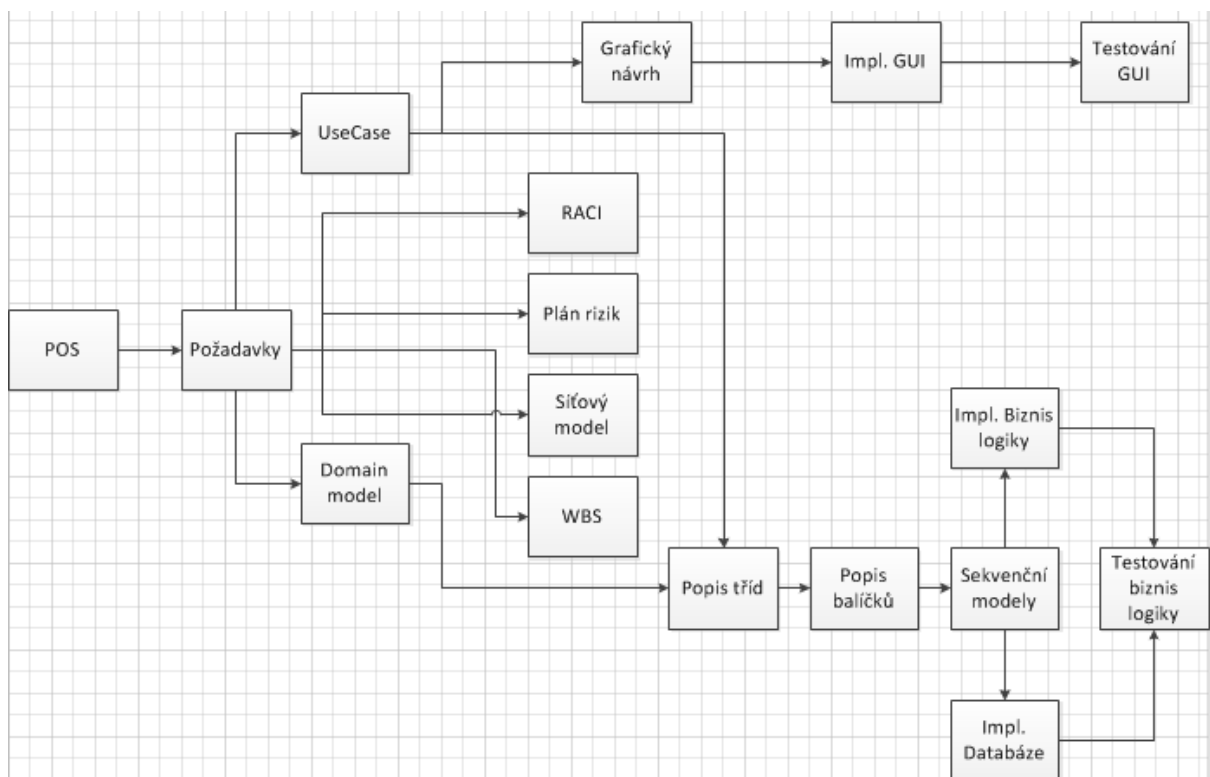 Grafický
návrh
Impl. GUI
Testování
GUI
UseCase
RACI
Plán rizik
POS
Požadavky
Síťový
model
Impl. Biznis
logiky
Domain
model
WBS
Popis tříd
Popis
balíčků
Sekvenční
modely
Testování
biznis
logiky
Impl.
Databáze